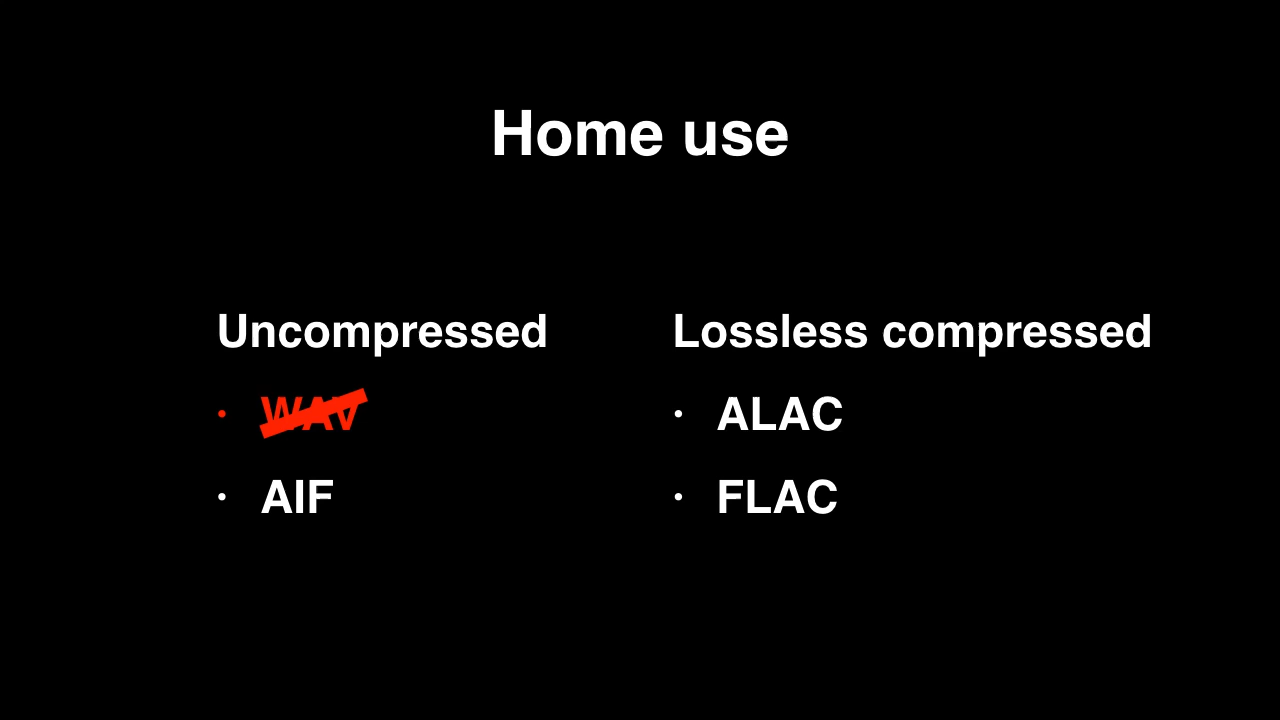 Home use
Uncompressed
• WAV
• AIF
Lossless compressed
• ALAC
• FLAC